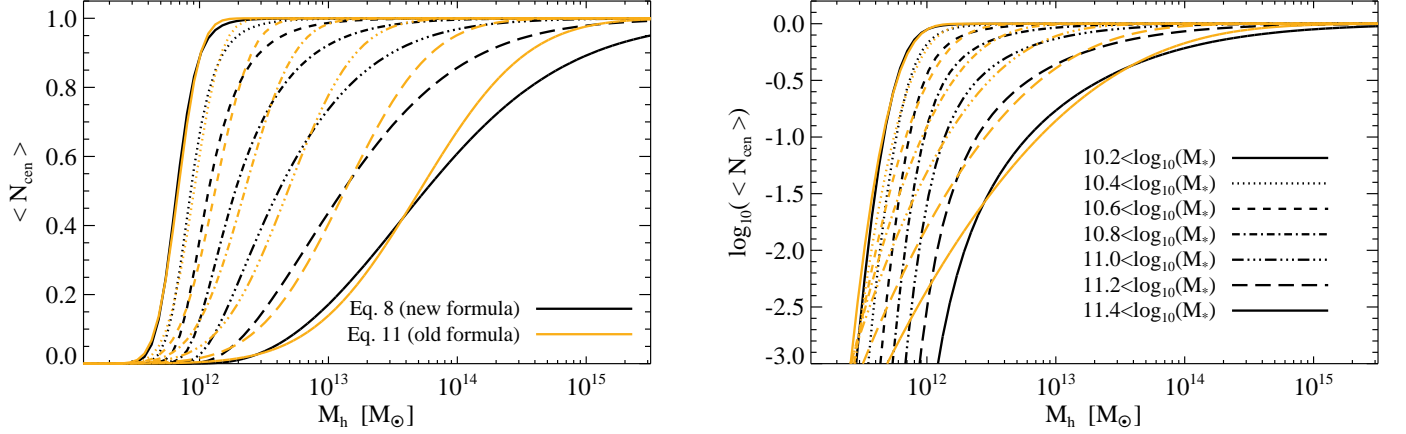 1.0
0.8
0.6
0.4
0.2
0.0
< N_cen >
10^12
10^13
10^14
10^15
M_h [M_⊙]
Eq. 8 (new formula)
Eq. 11 (old formula)
0.0
-0.5
-1.0
-1.5
-2.0
-2.5
-3.0
log_10(< N_cen >)
10^12
10^13
10^14
10^15
M_h [M_⊙]
10.2<log_10(M_*)
10.4<log_10(M_*)
10.6<log_10(M_*)
10.8<log_10(M_*)
11.0<log_10(M_*)
11.2<log_10(M_*)
11.4<log_10(M_*)